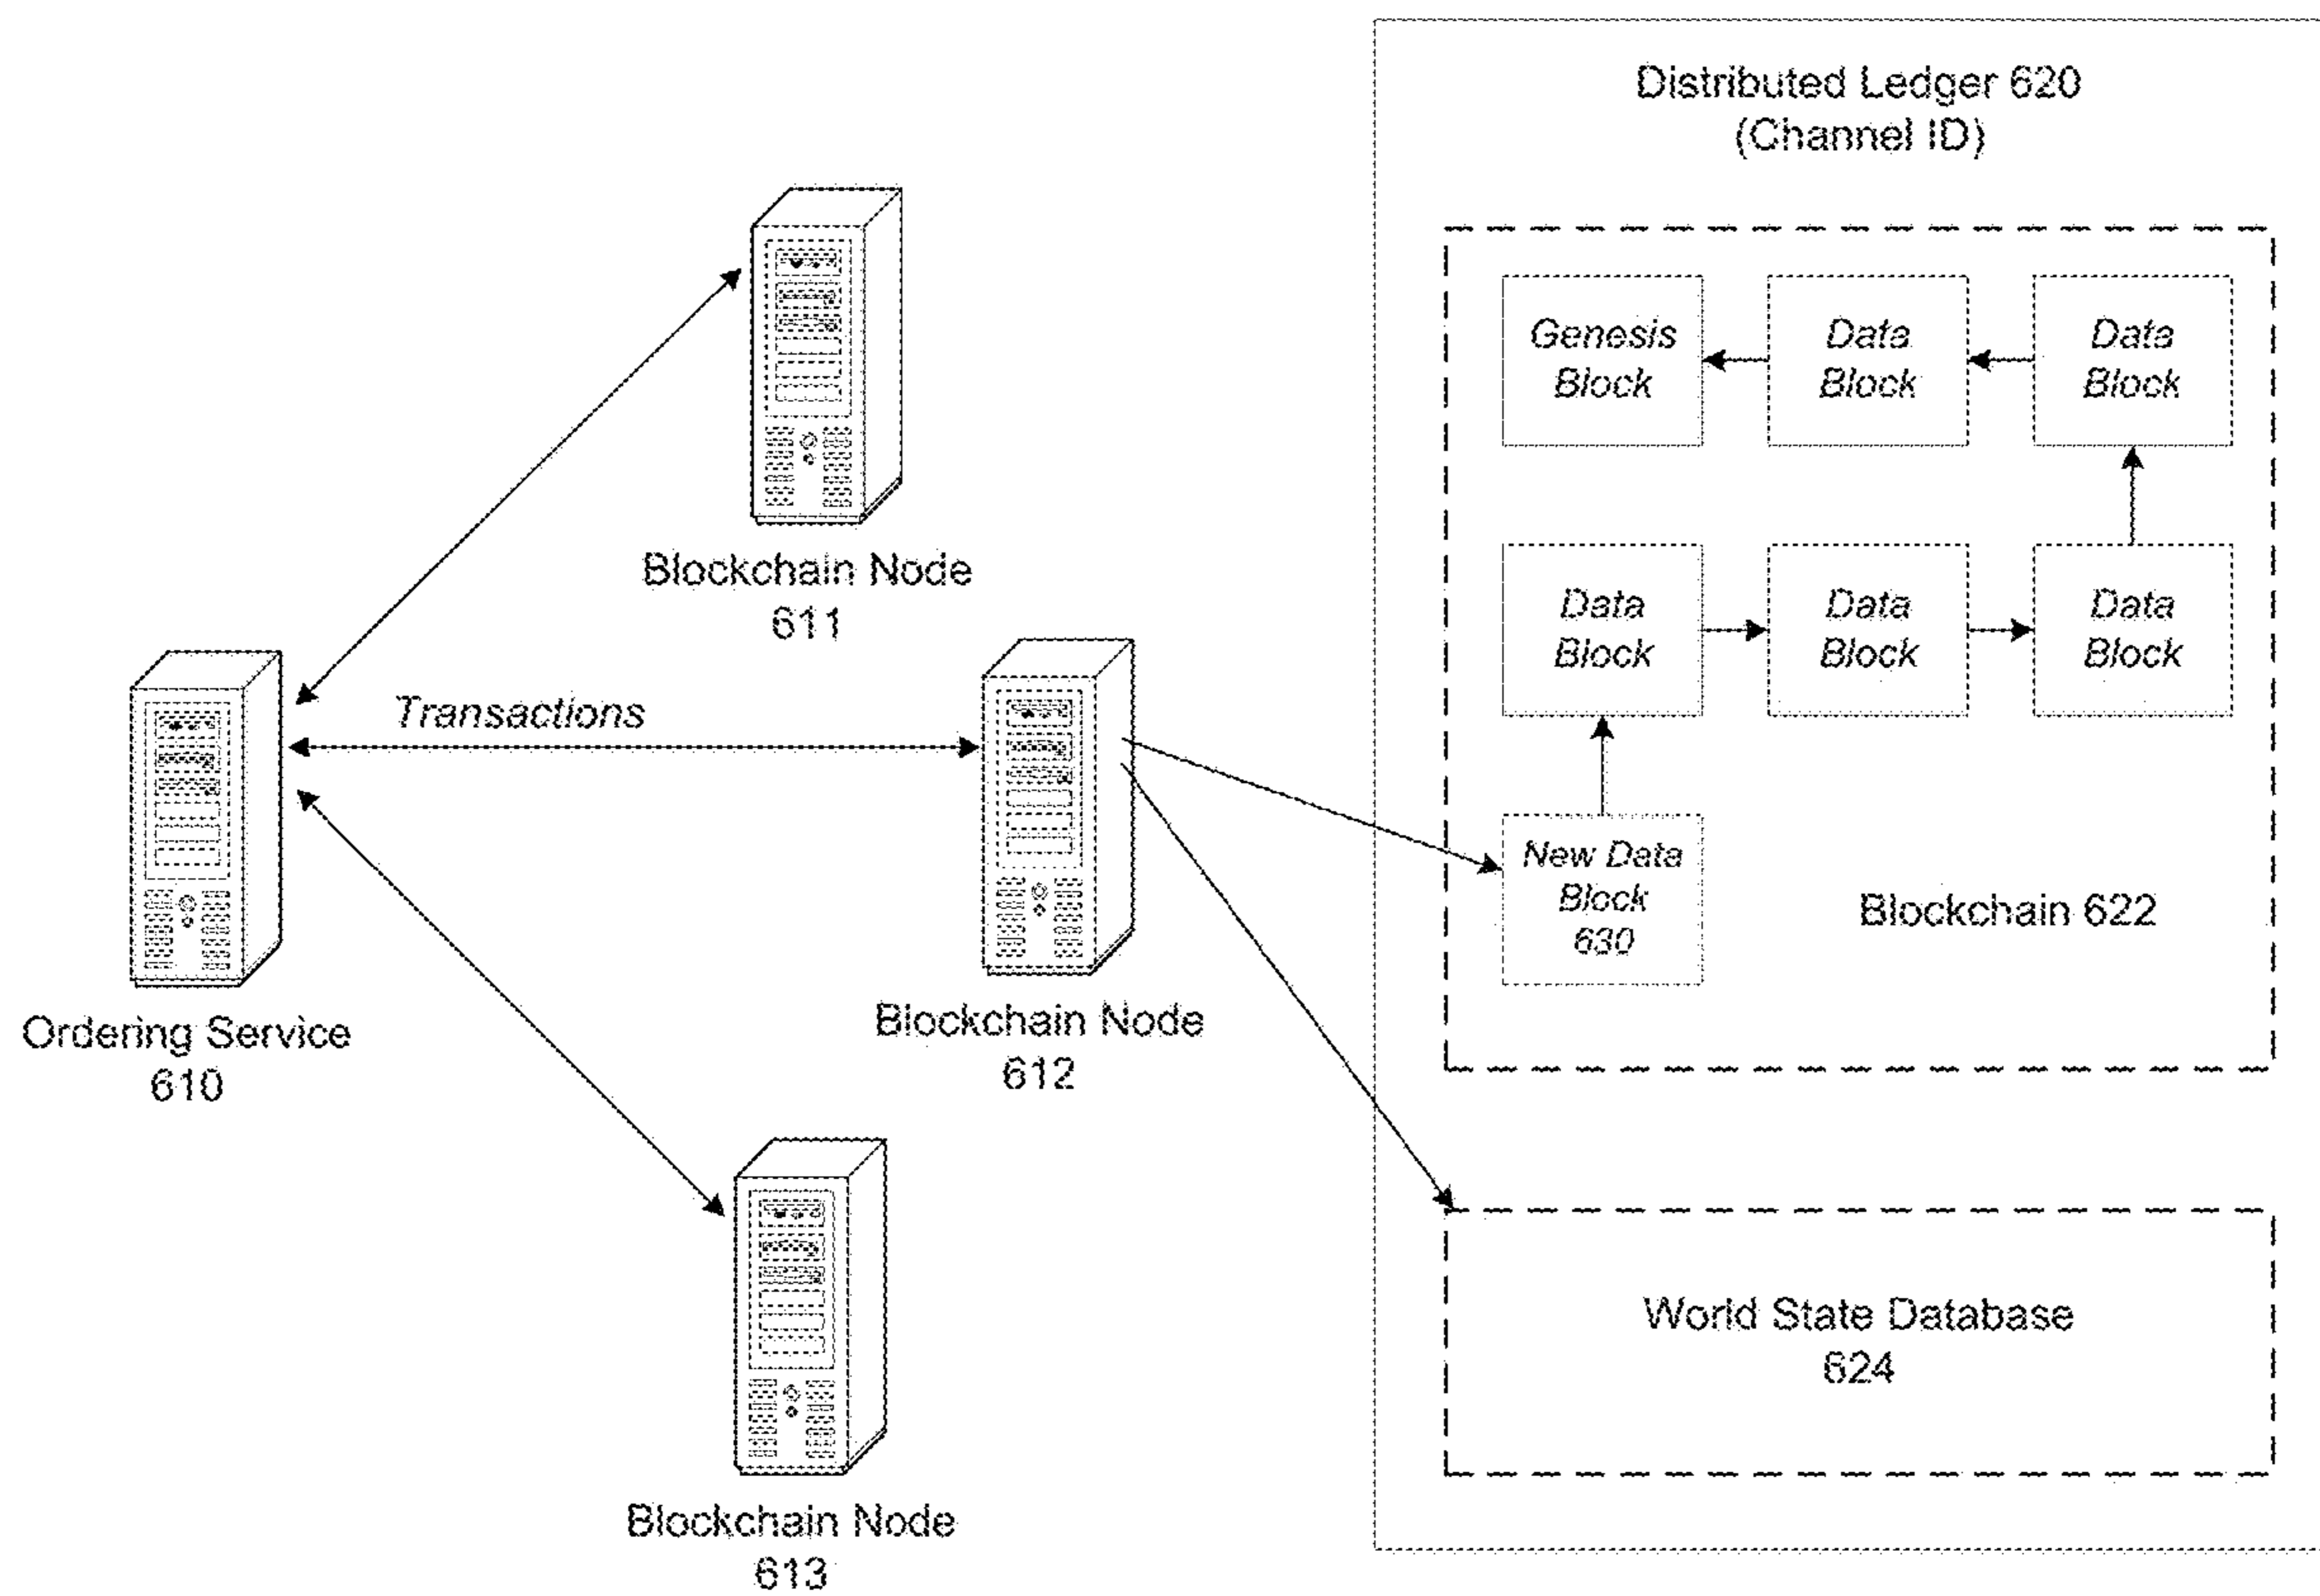 Distributed Ledger 620
(Channel ID)
Genesis
Block
Data
Block
Data
Block
Blockchain Node
611
Data
Block
Data
Block
Data
Block
Transactions
New Data
Block
630
Blockchain 622
Ordering Service
610
Blockchain Node
612
World State Database
624
Blockchain Node
613